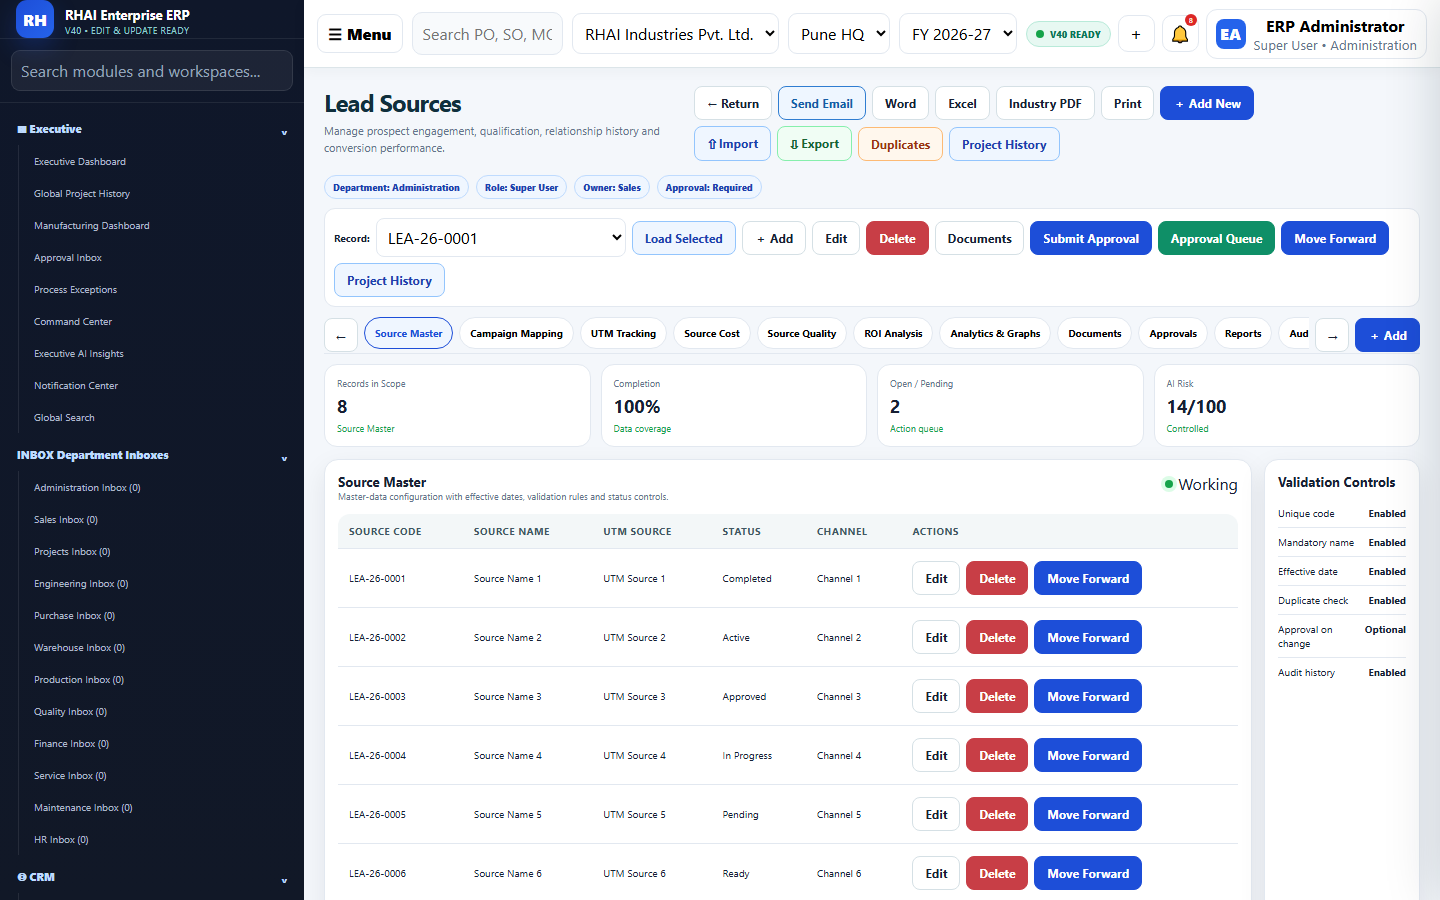 RH
RHAI Enterprise ERP
V40 • EDIT & UPDATE READY
Search modules and workspaces...
Executive
Executive Dashboard
Global Project History
Manufacturing Dashboard
Approval Inbox
Process Exceptions
Command Center
Executive AI Insights
Notification Center
Global Search
INBOX Department Inboxes
Administration Inbox (0)
Sales Inbox (0)
Projects Inbox (0)
Engineering Inbox (0)
Purchase Inbox (0)
Warehouse Inbox (0)
Production Inbox (0)
Quality Inbox (0)
Finance Inbox (0)
Service Inbox (0)
Maintenance Inbox (0)
HR Inbox (0)
CRM
☰ Menu
Search PO, SO, MO
RHAI Industries Pvt. Ltd.
Pune HQ
FY 2026-27
V40 READY
+
8
EA
ERP Administrator
Super User • Administration
Lead Sources
Manage prospect engagement, qualification, relationship history and
conversion performance.
← Return
Send Email
Word
Excel
Industry PDF
Print
+ Add New
⇧ Import
⇩ Export
Duplicates
Project History
Department: Administration
Role: Super User
Owner: Sales
Approval: Required
Record:
LEA-26-0001
Load Selected
+ Add
Edit
Delete
Documents
Submit Approval
Approval Queue
Move Forward
Project History
←
Source Master
Campaign Mapping
UTM Tracking
Source Cost
Source Quality
ROI Analysis
Analytics & Graphs
Documents
Approvals
Reports
Aud
→
+ Add
Records in Scope
8
Source Master
Completion
100%
Data coverage
Open / Pending
2
Action queue
AI Risk
14/100
Controlled
Source Master
Master-data configuration with effective dates, validation rules and status controls.
Working
SOURCE CODE SOURCE NAME UTM SOURCE STATUS CHANNEL ACTIONS
LEA-26-0001 Source Name 1 UTM Source 1 Completed Channel 1 Edit Delete Move Forward
LEA-26-0002 Source Name 2 UTM Source 2 Active Channel 2 Edit Delete Move Forward
LEA-26-0003 Source Name 3 UTM Source 3 Approved Channel 3 Edit Delete Move Forward
LEA-26-0004 Source Name 4 UTM Source 4 In Progress Channel 4 Edit Delete Move Forward
LEA-26-0005 Source Name 5 UTM Source 5 Pending Channel 5 Edit Delete Move Forward
LEA-26-0006 Source Name 6 UTM Source 6 Ready Channel 6 Edit Delete Move Forward
Validation Controls
Unique code Enabled
Mandatory name Enabled
Effective date Enabled
Duplicate check Enabled
Approval on change Optional
Audit history Enabled